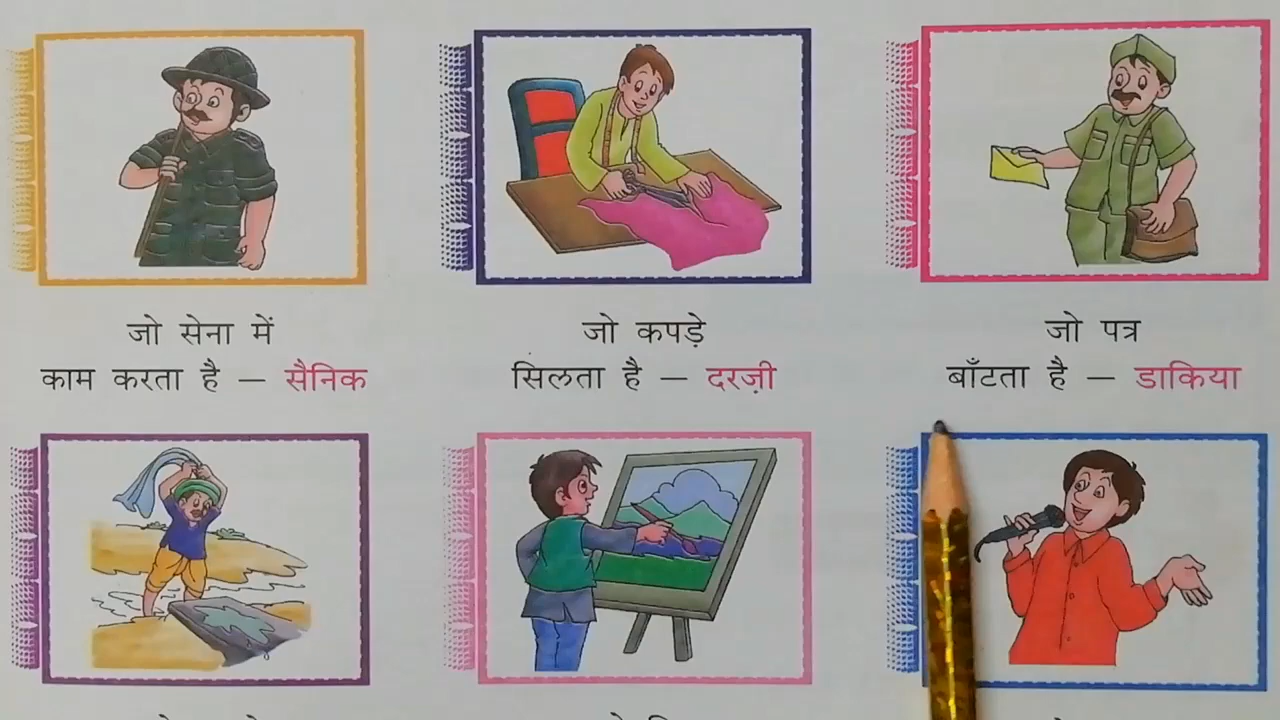 जो सेना में
काम करता है – सैनिक
जो कपड़े
सिलता है – दरज़ी
जो पत्र
बाँटता है – डाकिया